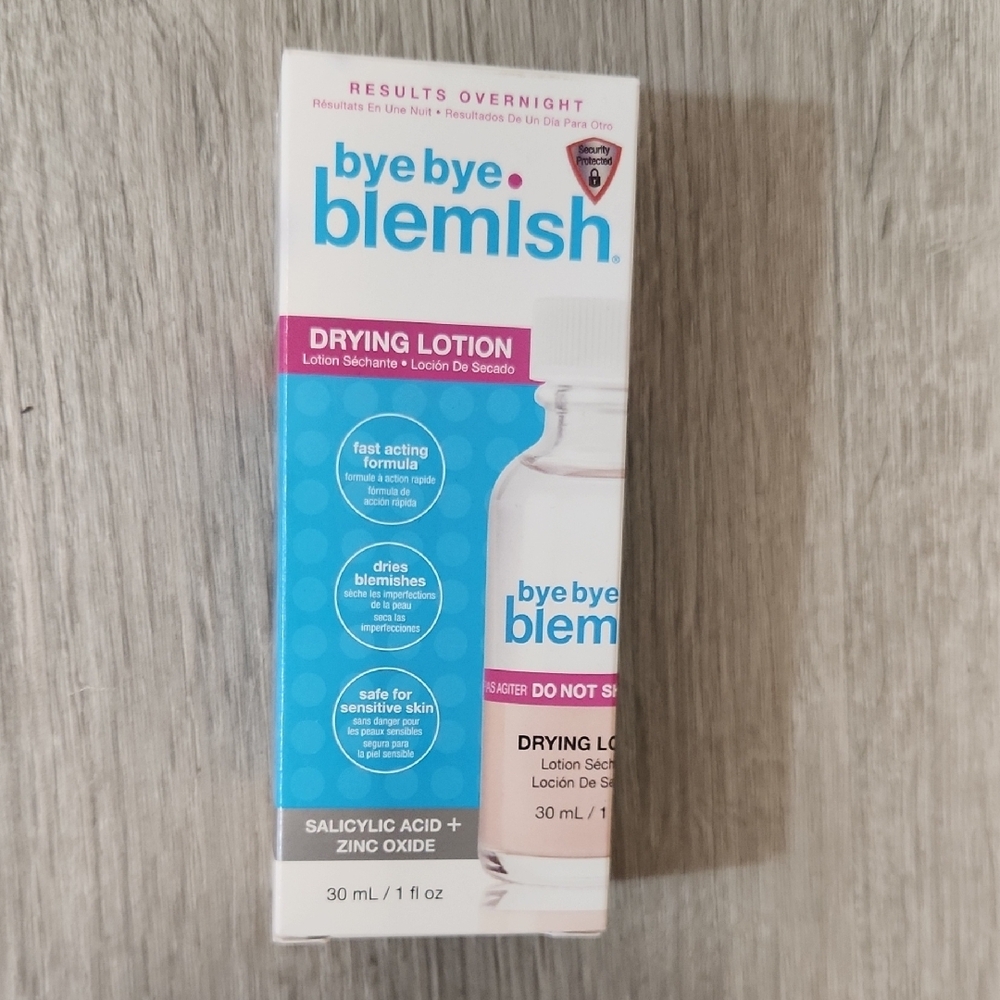 RESULTS OVERNIGHT
Résultats En Une Nuit • Resultados De Un Día Para Otro
Security
Protected
bye bye
blemish®
DRYING LOTION
Lotion Séchante • Loción De Secado
fast acting
formula
formule à action rapide
fórmula de
acción rápida
dries
blemishes
sèche les imperfections
de la peau
seca las
imperfecciones
safe for
sensitive skin
sans danger pour
les peaux sensibles
segura para
la piel sensible
SALICYLIC ACID +
ZINC OXIDE
30 mL / 1 fl oz
bye bye
blem
AS AGITER DO NOT SH
DRYING LO
Lotion Séch
Loción De Se
30 mL / 1